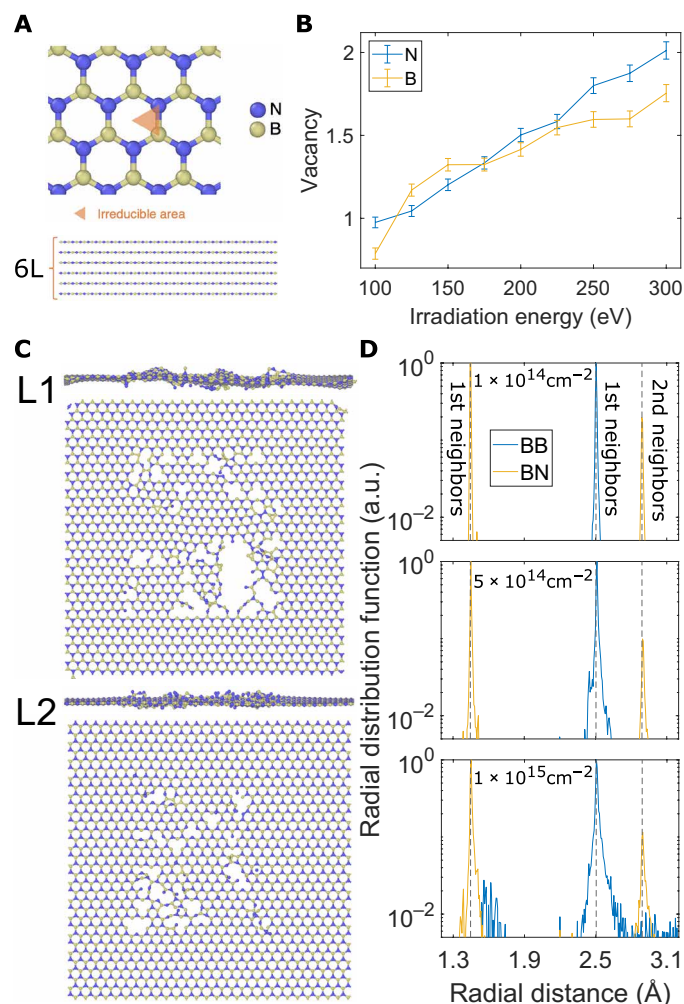 A
N
B
Irreducible area
6L
B
N
B
2
1.5
1
Vacancy
100
150
200
250
300
Irradiation energy (eV)
C
L1
L2
D
10^0
1 × 10^14 cm^-2
1st neighbors
1st neighbors
2nd neighbors
BB
BN
10^-2
10^0
5 × 10^14 cm^-2
10^-2
10^0
1 × 10^15 cm^-2
10^-2
Radial distribution function (a.u.)
1.3
1.9
2.5
3.1
Radial distance (Å)